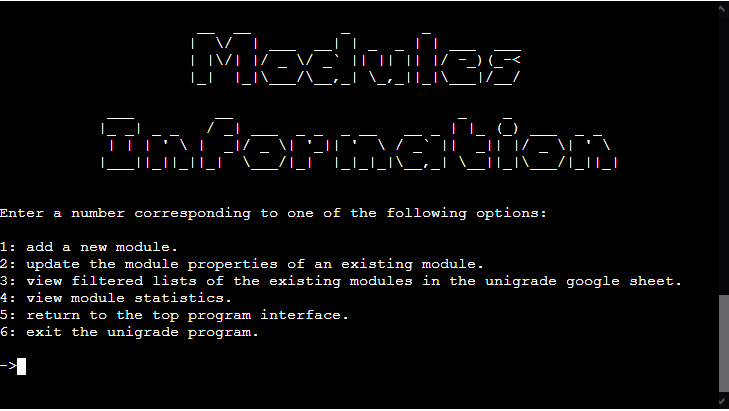 Modules
Information
Enter a number corresponding to one of the following options:
1: add a new module.
2: update the module properties of an existing module.
3: view filtered lists of the existing modules in the unigrade google sheet.
4: view module statistics.
5: return to the top program interface.
6: exit the unigrade program.
->